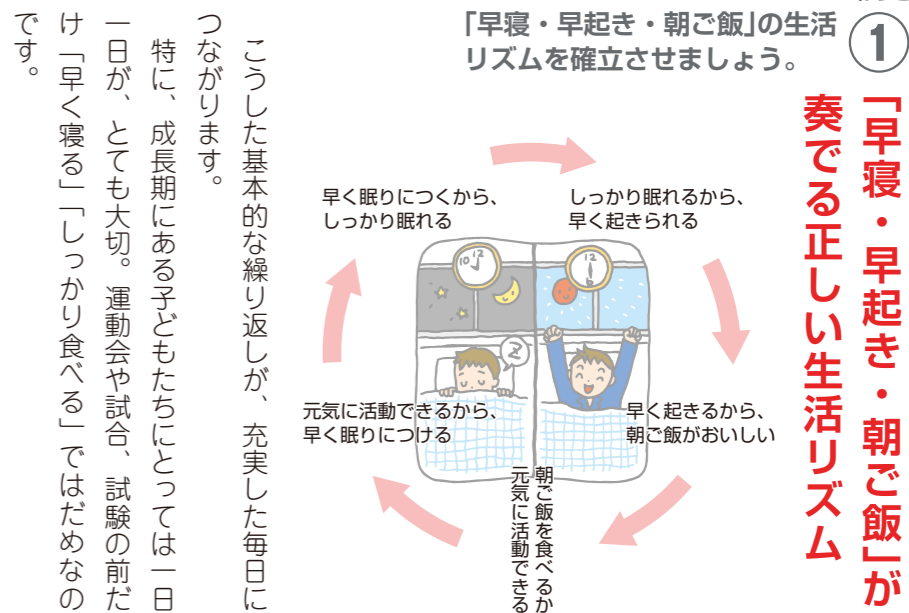 ①
「早寝・早起き・朝ご飯」が
奏でる正しい生活リズム
「早寝・早起き・朝ご飯」の生活
リズムを確立させましょう。
早く眠りにつくから、
しっかり眠れる
しっかり眠れるから、
早く起きられる
早く起きるから、
朝ご飯がおいしい
朝ご飯を食べるか
元気に活動できる
元気に活動できるから、
早く眠りにつける
10 12
12
6
Z
こうした基本的な繰り返しが、充実した毎日に
つながります。
特に、成長期にある子どもたちにとっては一日
一日が、とても大切。運動会や試合、試験の前だ
け「早く寝る」「しっかり食べる」ではだめなの
です。